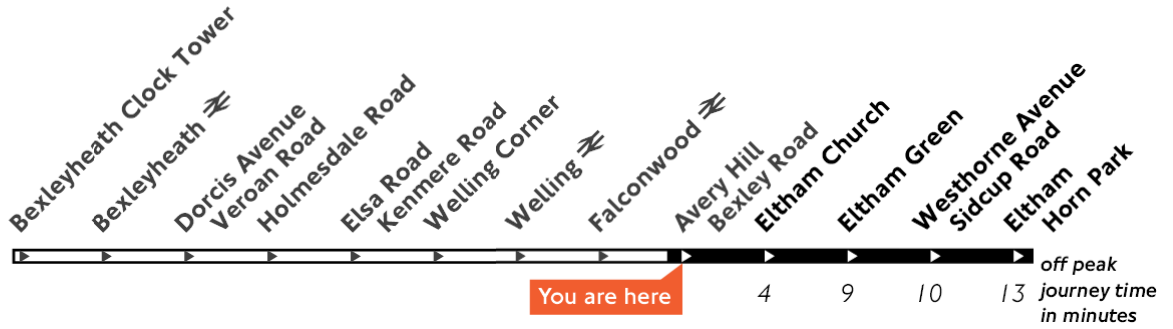 Bexleyheath Clock Tower
Bexleyheath
Dorcis Avenue
Veroan Road
Holmesdale Road
Elsa Road
Kenmere Road
Welling Corner
Welling
Falconwood
Avery Hill
Bexley Road
Eltham Church
Eltham Green
Westhorne Avenue
Sidcup Road
Eltham
Horn Park
You are here
4
9
10
13
off peak
journey time
in minutes